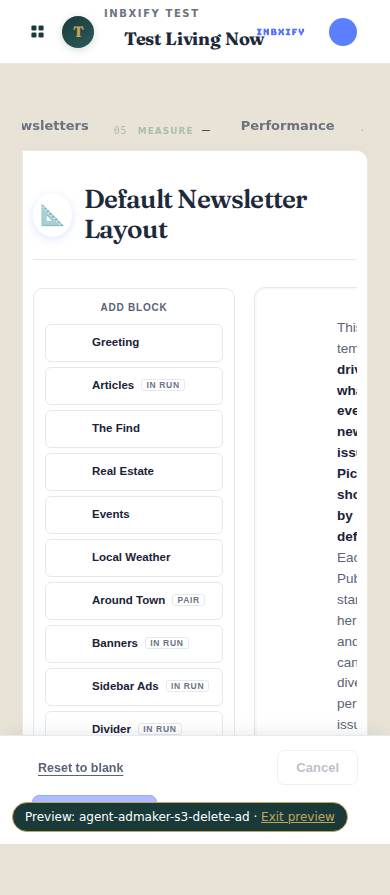 INBXIFY TEST
Test Living Now
INBXIFY
T
wsletters
05 MEASURE —
Performance
Default Newsletter
Layout
ADD BLOCK
Greeting
Articles IN RUN
The Find
Real Estate
Events
Local Weather
Around Town PAIR
Banners IN RUN
Sidebar Ads IN RUN
Divider IN RUN
This
tem
driv
wha
eve
new
issu
Pic
sho
by
def
Eac
Pub
star
her
and
can
dive
per
issu
Reset to blank
Cancel
Preview: agent-admaker-s3-delete-ad · Exit preview